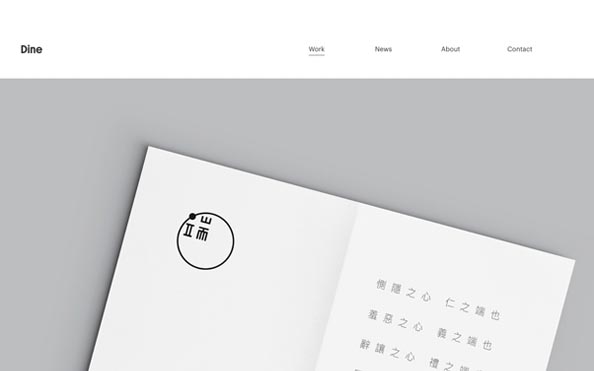 Dine
Work
News
About
Contact
端
惻隱之心 仁之端也
羞惡之心 義之端也
辭讓之心 禮之端